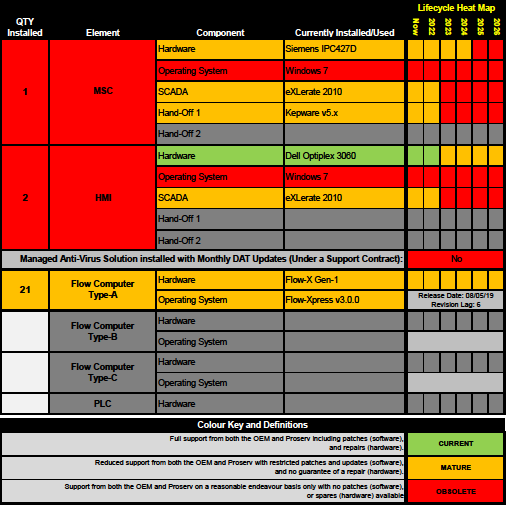 Lifecycle Heat Map
QTY Installed Element Component Currently Installed/Used Now 2022 2023 2024 2025 2026
1 MSC Hardware Siemens IPC427D
Operating System Windows 7
SCADA eXLerate 2010
Hand-Off 1 Kepware v5.x
Hand-Off 2
2 HMI Hardware Dell Optiplex 3060
Operating System Windows 7
SCADA eXLerate 2010
Hand-Off 1
Hand-Off 2
Managed Anti-Virus Solution installed with Monthly DAT Updates (Under a Support Contract): No
21 Flow Computer Type-A Hardware Flow-X Gen-1
Operating System Flow-Xpress v3.0.0 Release Date: 08/05/19
Revision Lag: 6
Flow Computer Type-B Hardware
Operating System
Flow Computer Type-C Hardware
Operating System
PLC Hardware
Colour Key and Definitions
Full support from both the OEM and Proserv including patches (software),
and repairs (hardware). CURRENT
Reduced support from both the OEM and Proserv with restricted patches and updates (software),
and no guarantee of a repair (hardware). MATURE
Support from both the OEM and Proserv on a reasonable endeavour basis only with no patches (software),
or spares (hardware) available OBSOLETE